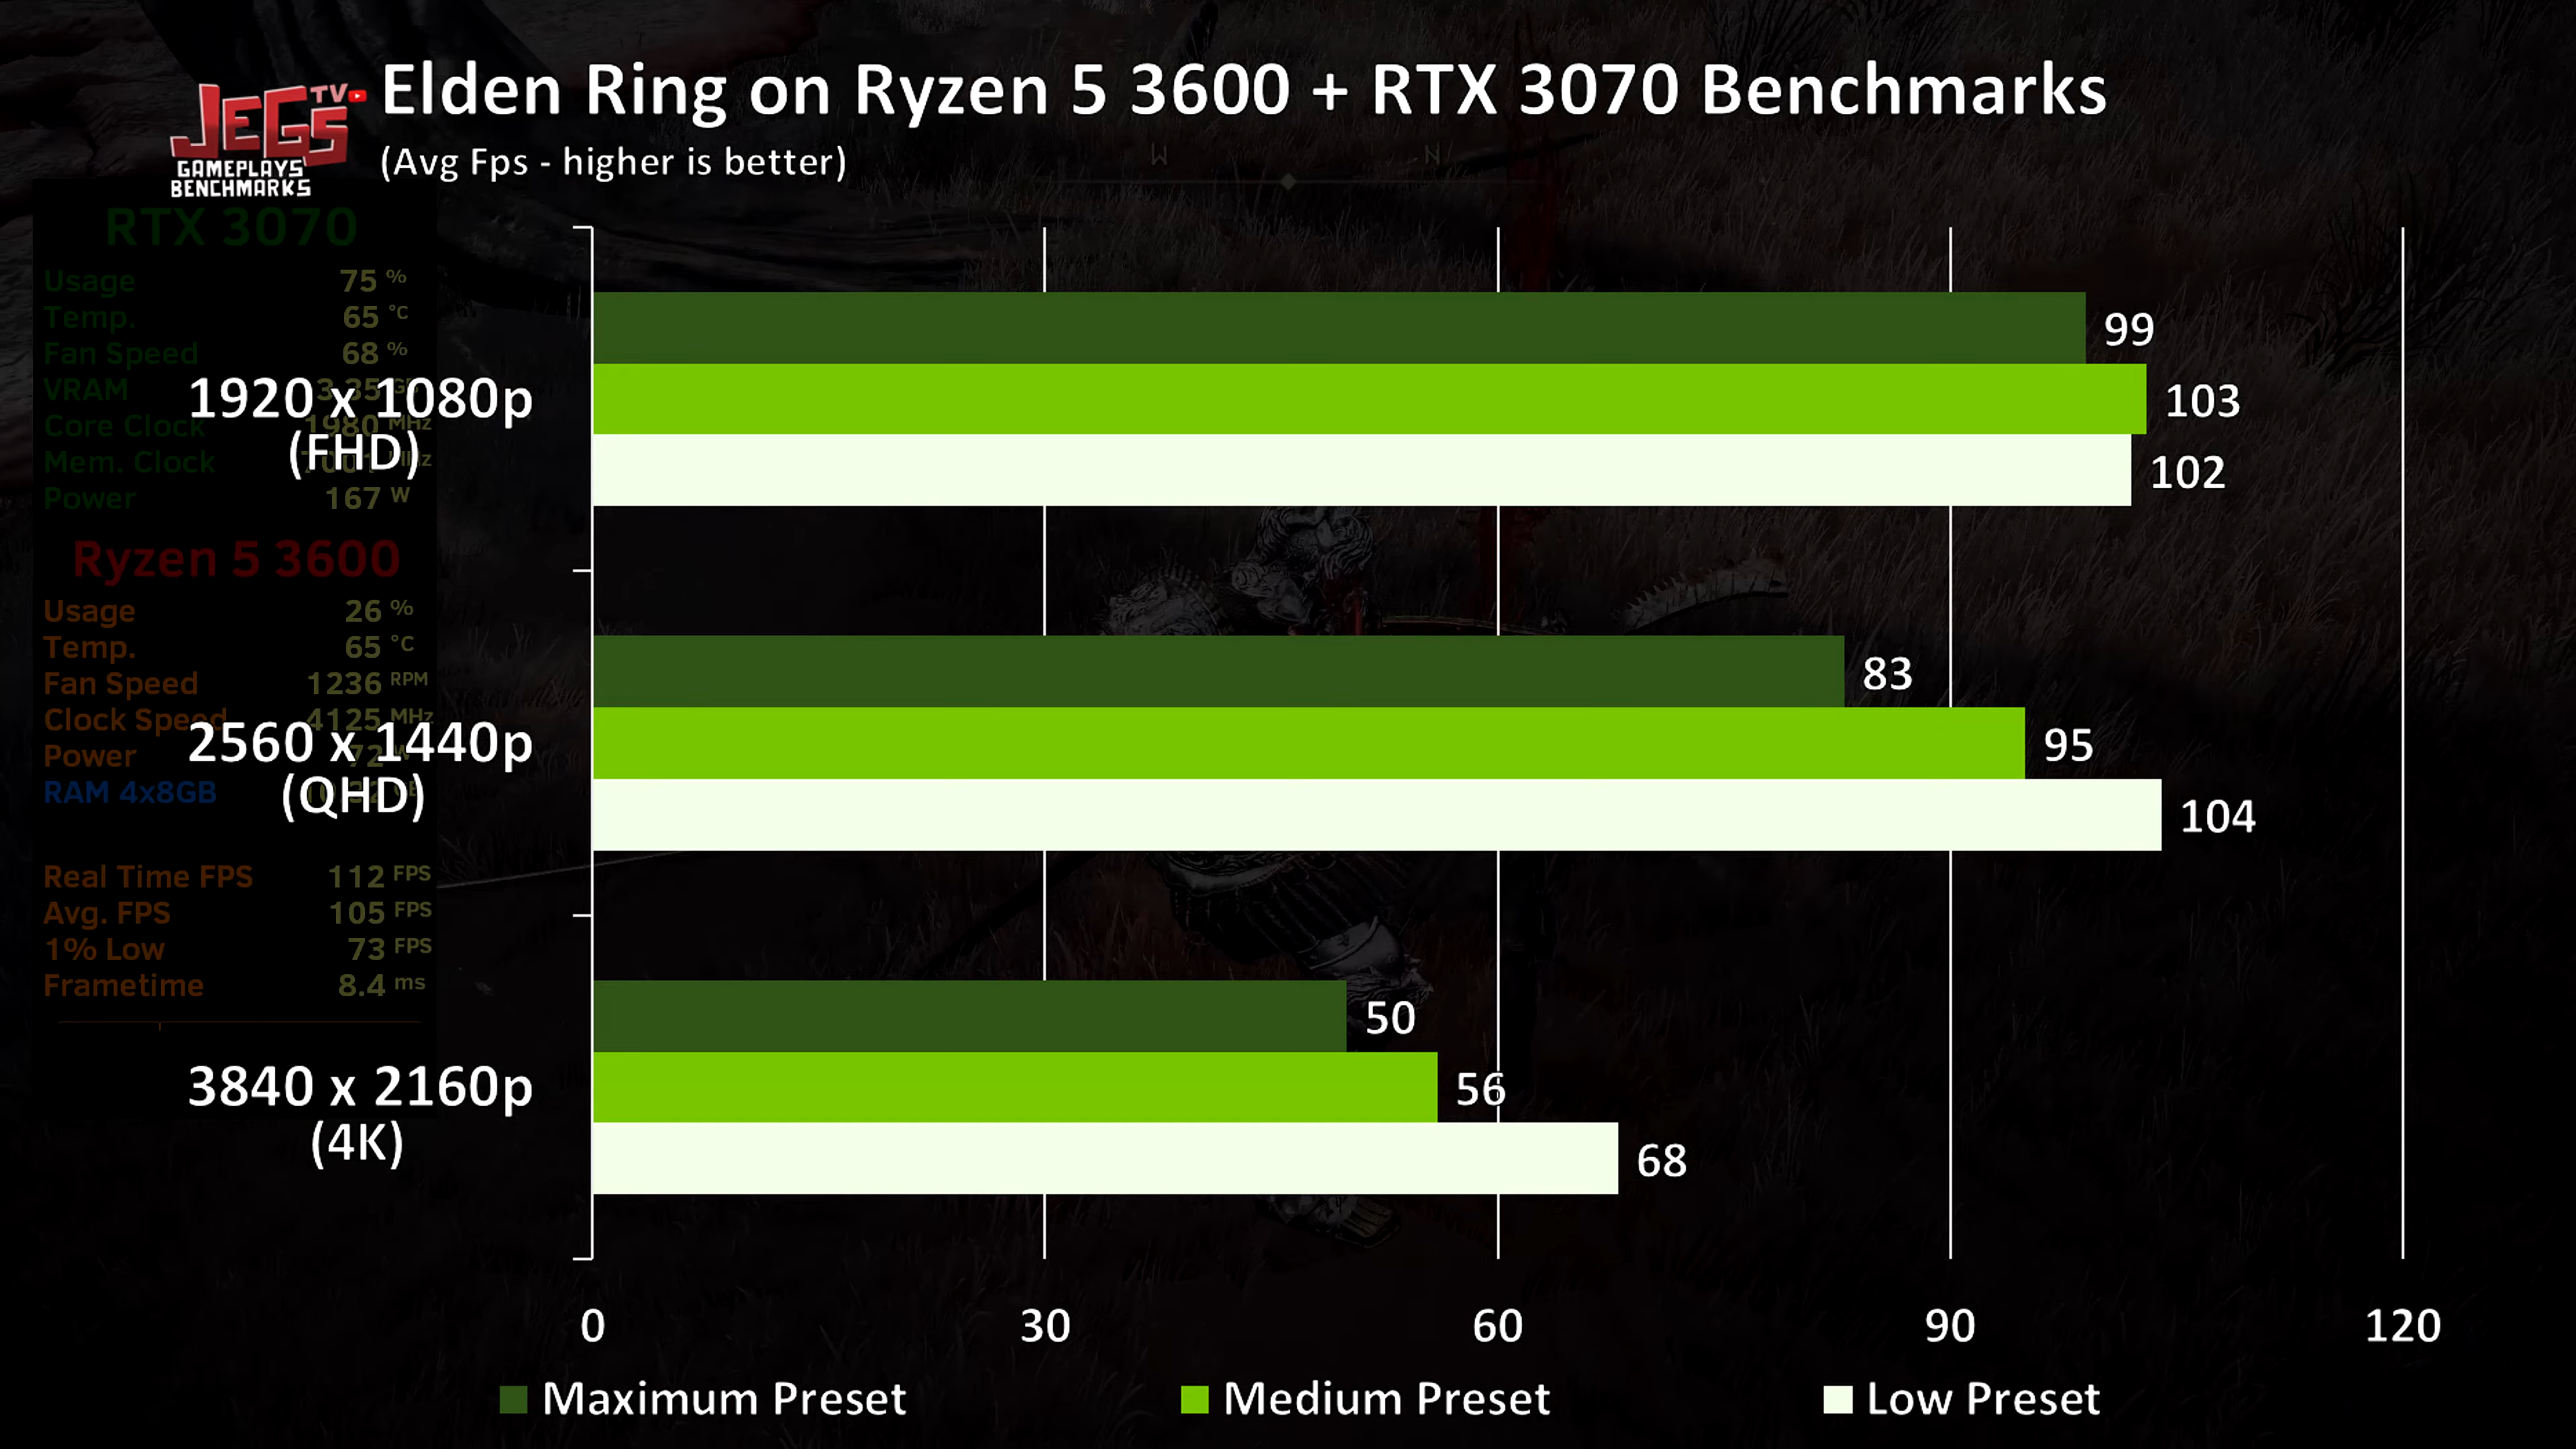 JEGS TV
GAMEPLAYS
BENCHMARKS
Elden Ring on Ryzen 5 3600 + RTX 3070 Benchmarks
(Avg Fps - higher is better)
W
N
RTX 3070
Usage 75 %
Temp. 65 °C
Fan Speed 68 %
VRAM
Core Clock 1980 MHz
Mem. Clock
Power 167 W
Ryzen 5 3600
Usage 26 %
Temp. 65 °C
Fan Speed 1236 RPM
Clock Speed 4125 MHz
Power 72
RAM 4x8GB
Real Time FPS 112 FPS
Avg. FPS 105 FPS
1% Low 73 FPS
Frametime 8.4 ms
1920 x 1080p
(FHD)
99
103
102
2560 x 1440p
(QHD)
83
95
104
3840 x 2160p
(4K)
50
56
68
0 30 60 90 120
Maximum Preset Medium Preset Low Preset